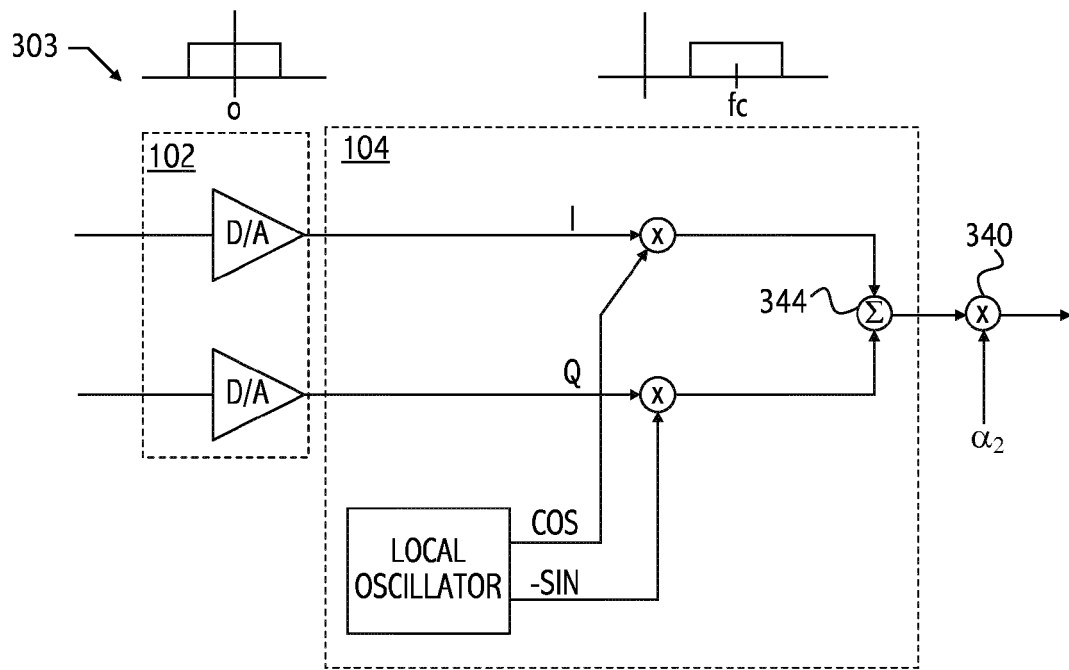 303
o
fc
102
104
D/A
I
X
340
344
Σ
X
D/A
Q
X
α2
COS
LOCAL
OSCILLATOR
-SIN